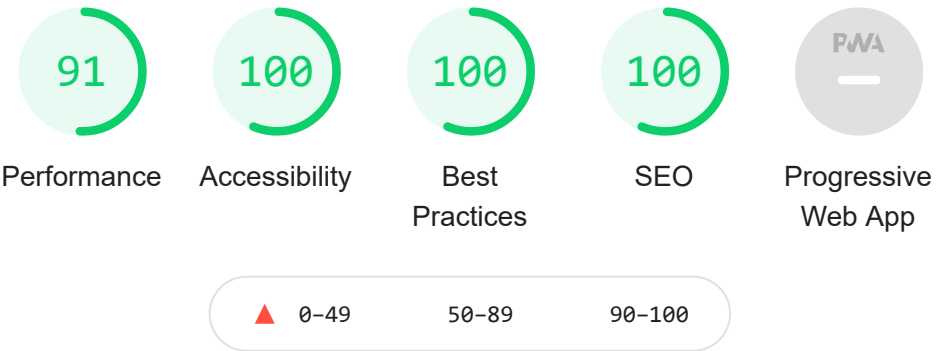 91 100 100 100 PWA
Performance Accessibility Best Practices SEO Progressive Web App
0–49 50–89 90–100